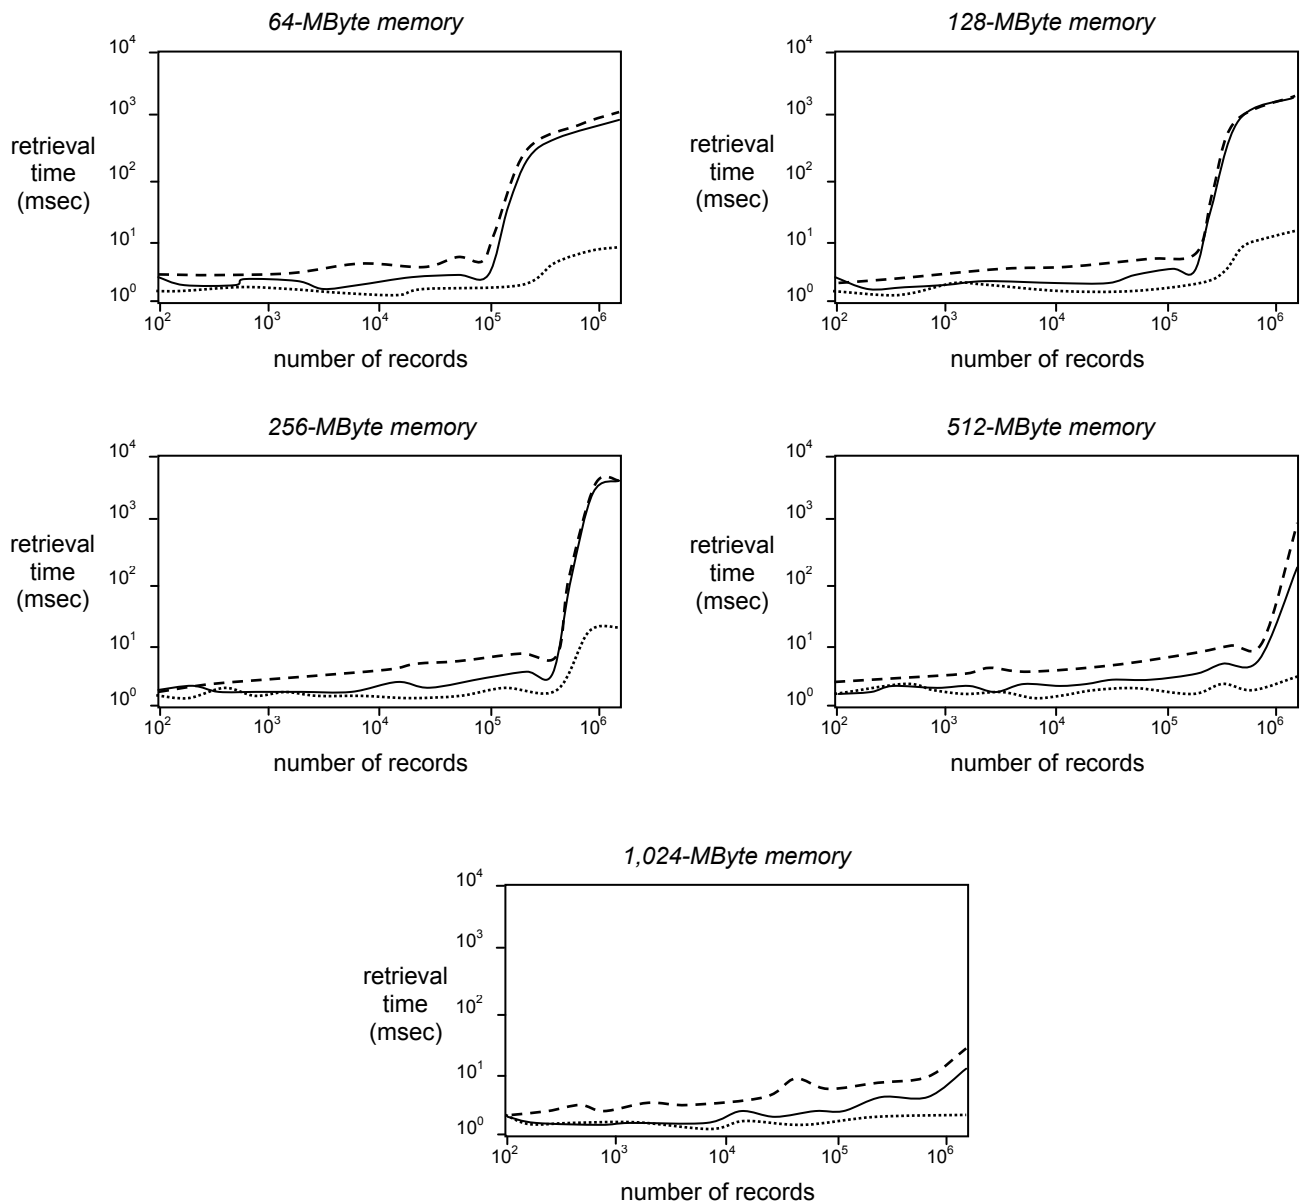 64-MByte memory
10^4
10^3
10^2
10^1
10^0
retrieval
time
(msec)
10^2 10^3 10^4 10^5 10^6
number of records
128-MByte memory
10^4
10^3
10^2
10^1
10^0
retrieval
time
(msec)
10^2 10^3 10^4 10^5 10^6
number of records
256-MByte memory
10^4
10^3
10^2
10^1
10^0
retrieval
time
(msec)
10^2 10^3 10^4 10^5 10^6
number of records
512-MByte memory
10^4
10^3
10^2
10^1
10^0
retrieval
time
(msec)
10^2 10^3 10^4 10^5 10^6
number of records
1,024-MByte memory
10^4
10^3
10^2
10^1
10^0
retrieval
time
(msec)
10^2 10^3 10^4 10^5 10^6
number of records